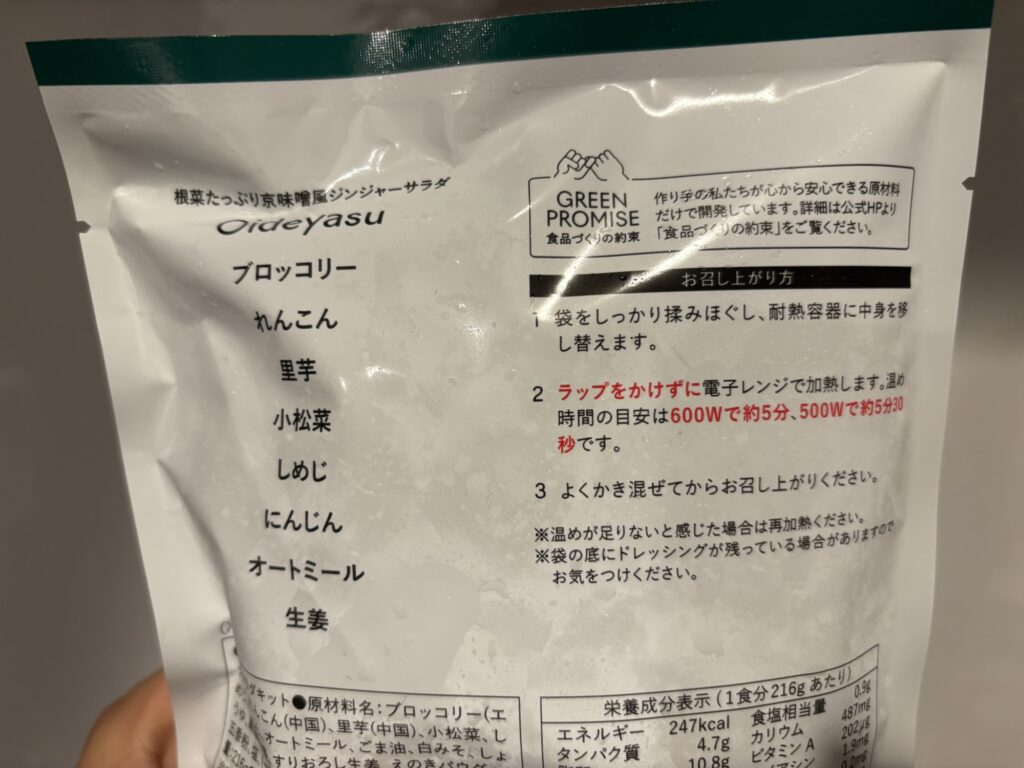 根菜たっぷり京味噌風ジンジャーサラダ
Oideyasu
ブロッコリー
れんこん
里芋
小松菜
しめじ
にんじん
オートミール
生姜
GREEN
PROMISE
食品づくりの約束
作り手の私たちが心から安心できる原材料
だけで開発しています。詳細は公式HPより
「食品づくりの約束」をご覧ください。
お召し上がり方
1 袋をしっかり揉みほぐし、耐熱容器に中身を移
し替えます。
2 ラップをかけずに電子レンジで加熱します。温め
時間の目安は600Wで約5分、500W で約5分30
秒です。
3 よくかき混ぜてからお召し上がりください。
※温めが足りないと感じた場合は再加熱ください。
※袋の底にドレッシングが残っている場合がありますので
お気をつけください。
ダキット●原材料名:ブロッコリー(エ
んこん(中国)、里芋(中国)、小松菜、し
オートミール、ごま油、白みそ、しょ
すりおろし生姜、えのきパウダ
栄養成分表示(1食分216gあたり)
エネルギー 247kcal
タンパク質 4.7g
10.8g
食塩相当量 0.9g
カリウム 487mg
ビタミンA 202μg
1.9mg
0.2mg